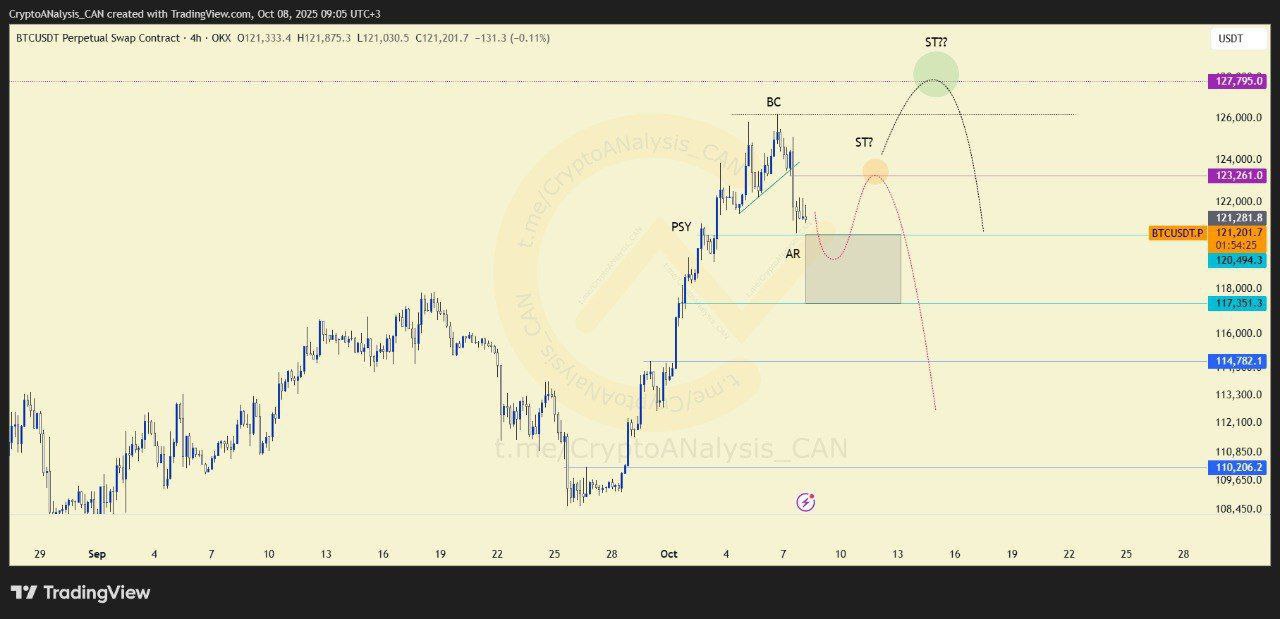 CryptoANalysis_CAN created with TradingView.com, Oct 08, 2025 09:05 UTC+3
BTCUSDT Perpetual Swap Contract · 4h · OKX O121,333.4 H121,875.3 L121,030.5 C121,201.7 −131.3 (−0.11%)
USDT
ST??
127,795.0
BC
126,000.0
ST?
124,000.0
123,261.0
122,000.0
PSY
121,281.8
BTCUSDT.P 121,201.7
01:54:25
AR
120,494.3
118,000.0
117,351.3
116,000.0
114,782.1
113,300.0
112,100.0
t.me/CryptoANalysis_CAN
110,850.0
110,206.2
109,650.0
108,450.0
29 Sep 4 7 10 13 16 19 22 25 28 Oct 4 7 10 13 16 19 22 25 28
TradingView